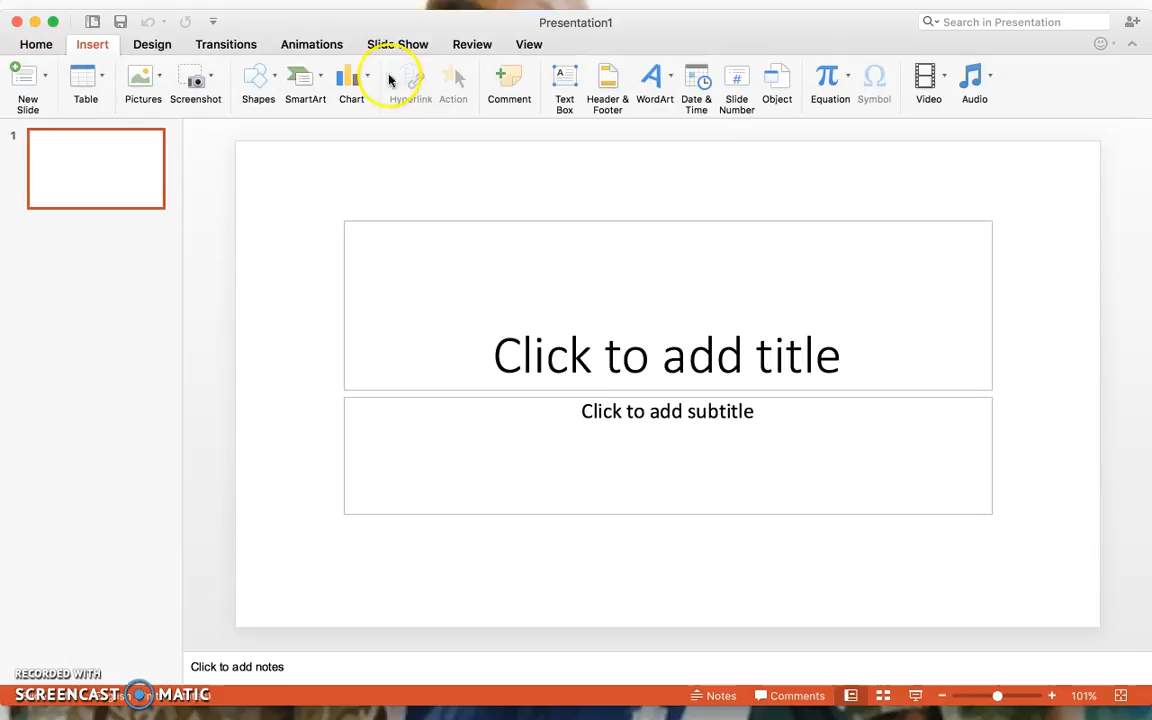 Presentation1
Search in Presentation
Home Insert Design Transitions Animations Slide Show Review View
New Slide Table Pictures Screenshot Shapes SmartArt Chart Hyperlink Action Comment Text Box Header & Footer WordArt Date & Time Slide Number Object Equation Symbol Video Audio
1
Click to add title
Click to add subtitle
Click to add notes
RECORDED WITH
SCREENCAST MATIC
Notes Comments 101%